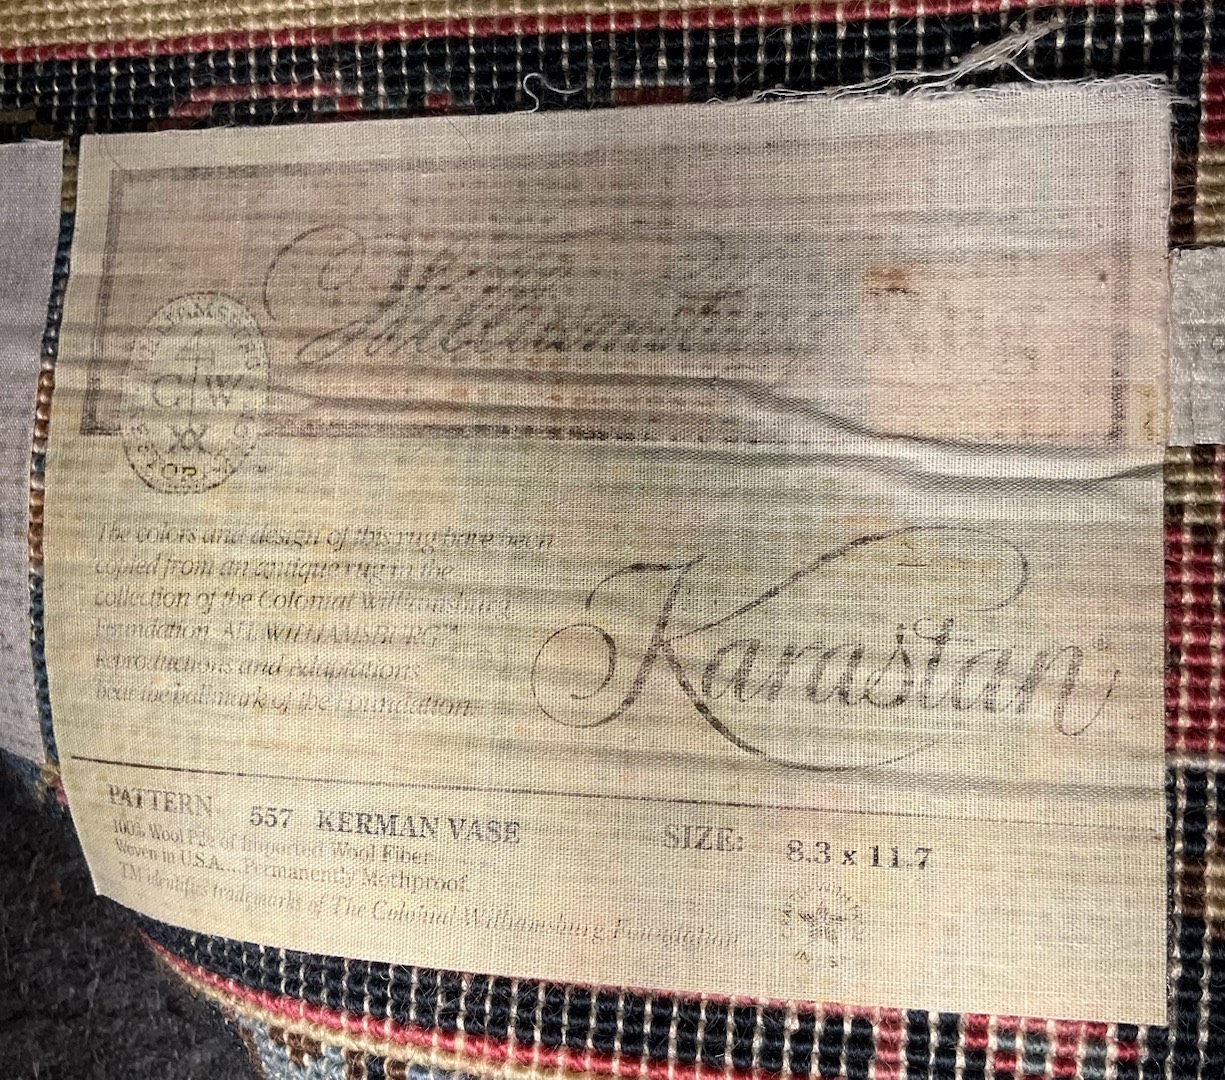 Williamsburg
C W
The colors and design of this rug have been
copied from an antique rug in the
collection of the Colonial Williamsburg
Foundation. ALL WILLIAMSBURG™
Reproductions and Adaptations
bear the hallmark of the Foundation.
Karastan
PATTERN 557 KERMAN VASE SIZE: 8.3 x 11.7
100% Wool Pile of Imported Wool Fiber
Woven in U.S.A. Permanently Mothproof.
TM identifies trademarks of The Colonial Williamsburg Foundation